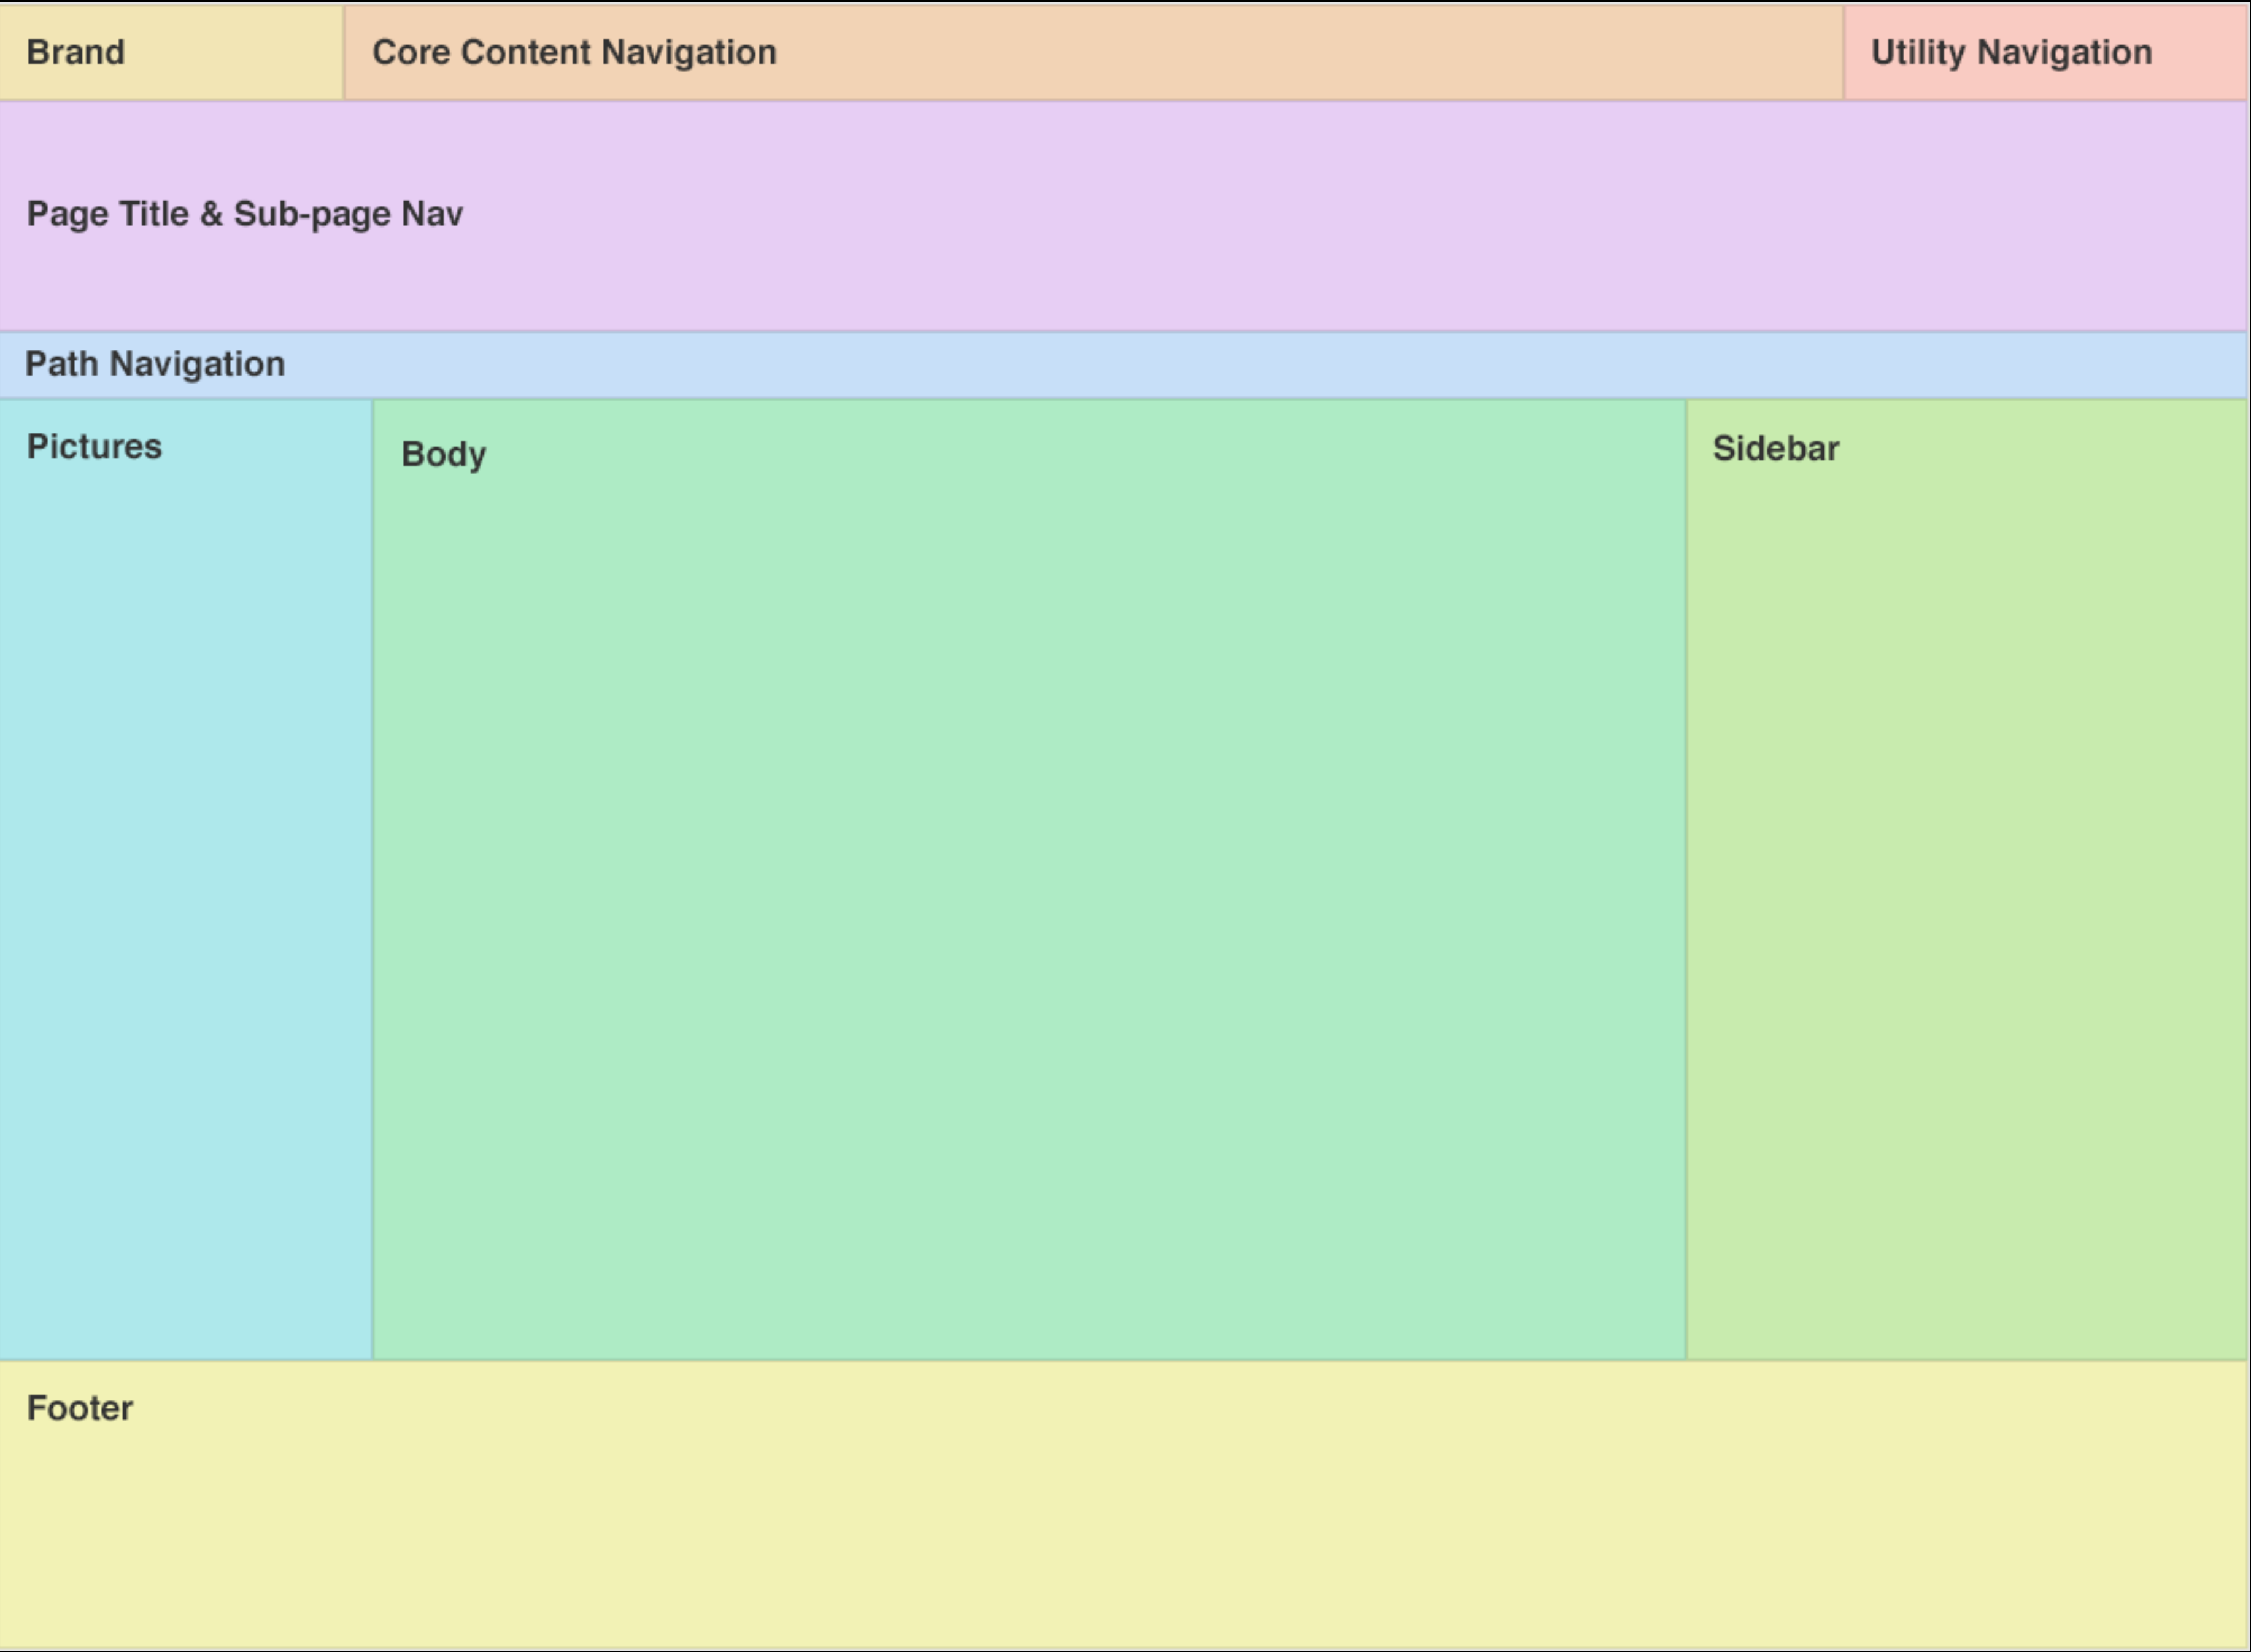 Brand
Core Content Navigation
Utility Navigation
Page Title & Sub-page Nav
Path Navigation
Pictures
Body
Sidebar
Footer